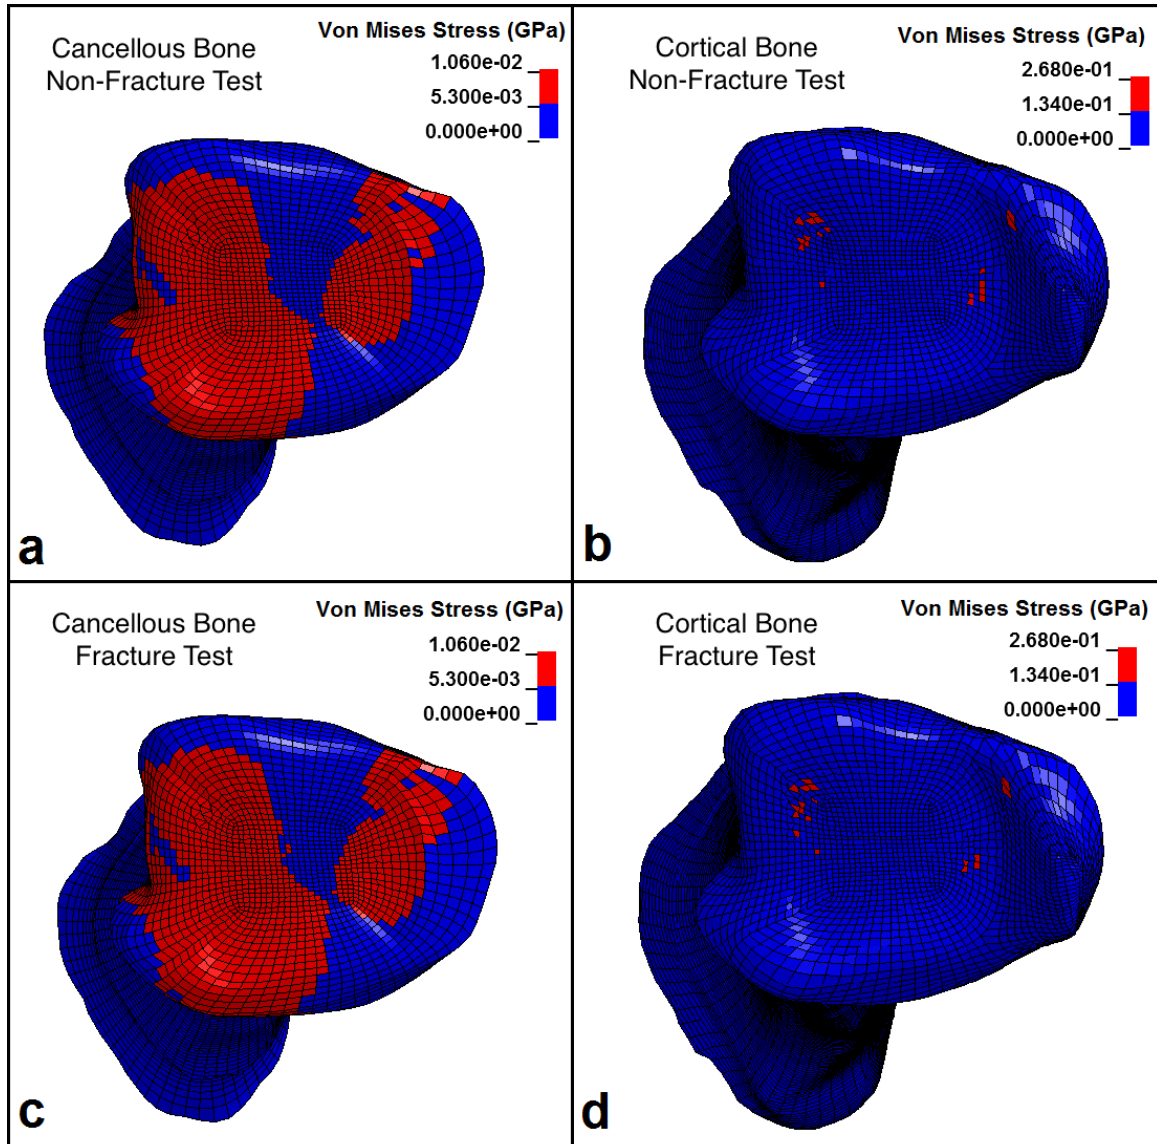 Cancellous Bone
Non-Fracture Test
Von Mises Stress (GPa)
1.060e-02
5.300e-03
0.000e+00
a
Cortical Bone
Non-Fracture Test
Von Mises Stress (GPa)
2.680e-01
1.340e-01
0.000e+00
b
Cancellous Bone
Fracture Test
Von Mises Stress (GPa)
1.060e-02
5.300e-03
0.000e+00
c
Cortical Bone
Fracture Test
Von Mises Stress (GPa)
2.680e-01
1.340e-01
0.000e+00
d